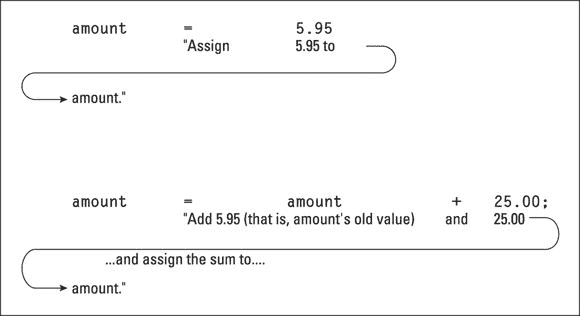 amount = 5.95
"Assign 5.95 to
amount."
amount = amount + 25.00;
"Add 5.95 (that is, amount's old value) and 25.00
...and assign the sum to....
amount."